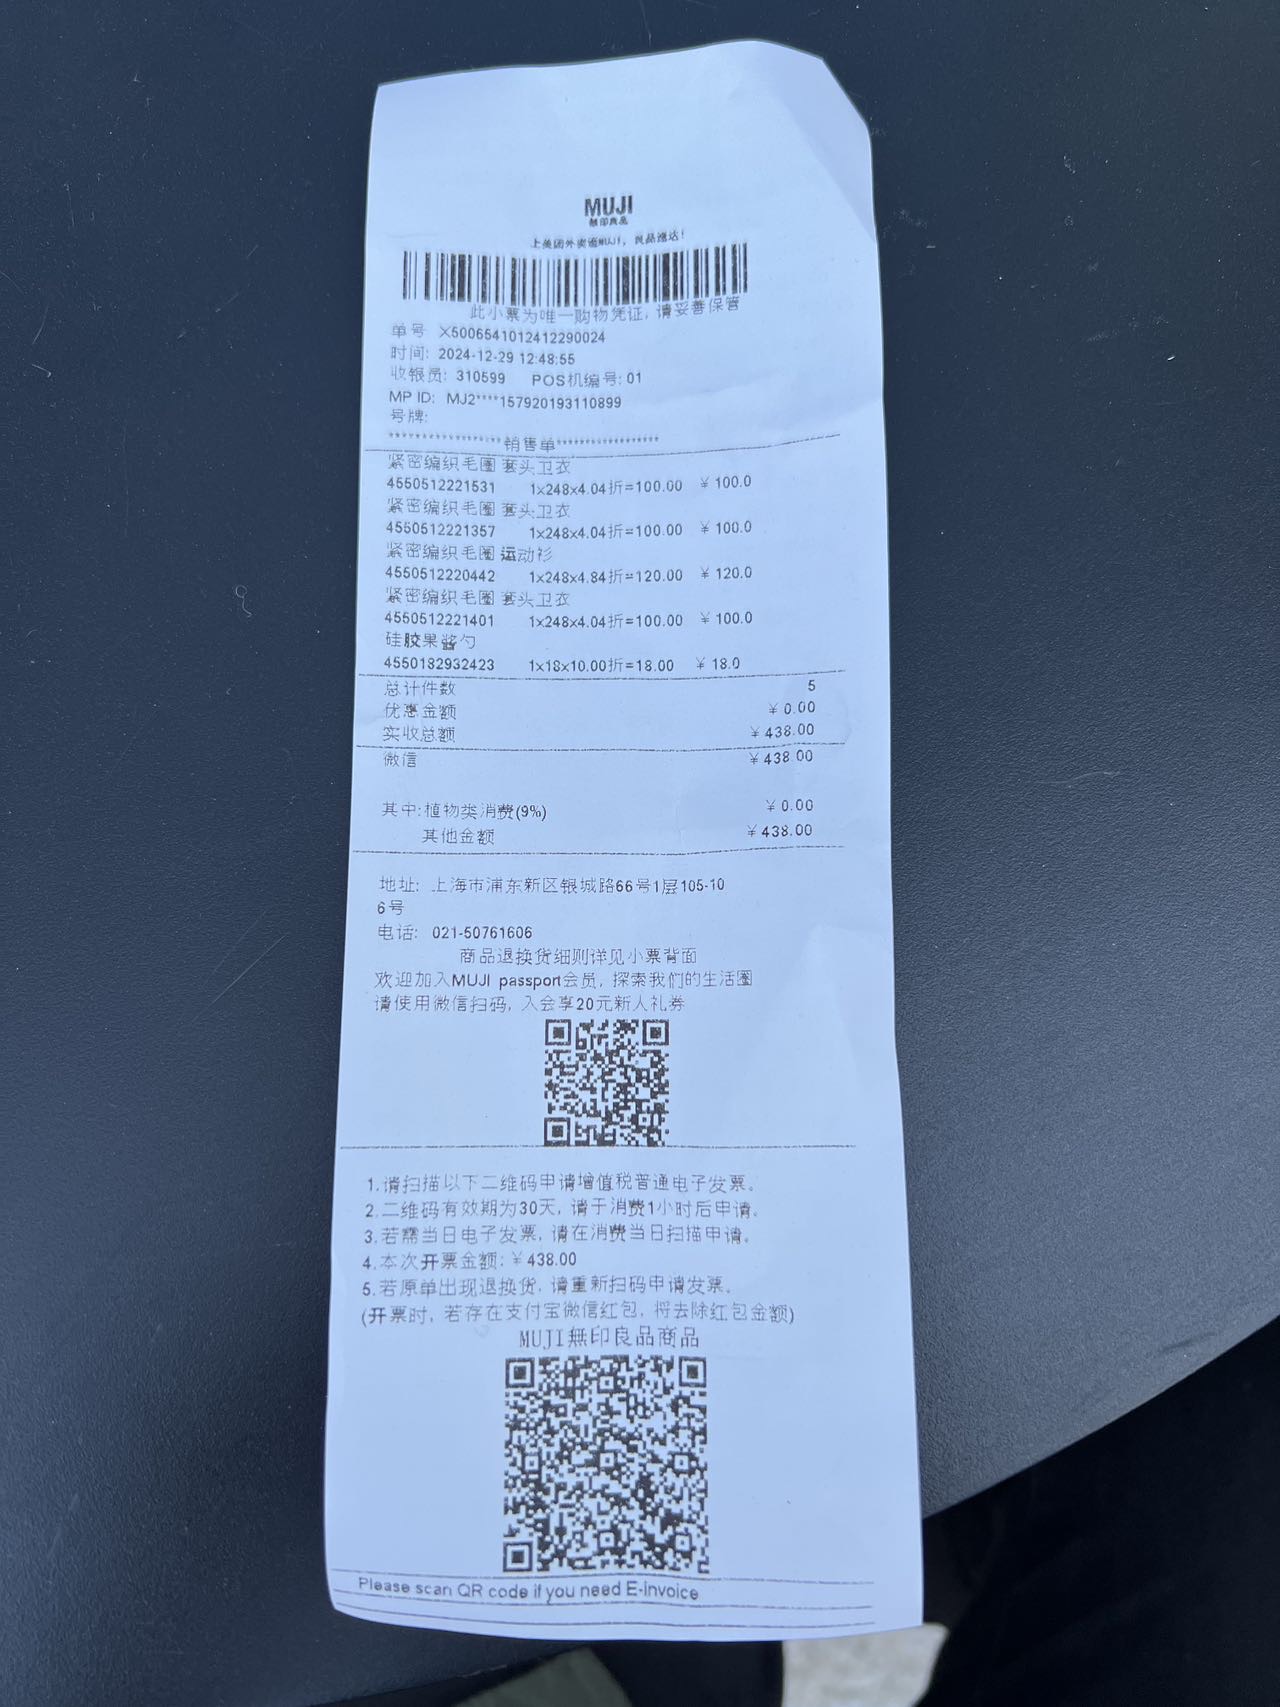 MUJI
無印良品
上美团外卖逛MUJI，良品速达！
此小票为唯一购物凭证，请妥善保管
单号 X5006541012412290024
时间: 2024-12-29 12:48:55
收银员: 310599 POS机编号: 01
MP ID: MJ2****157920193110899
号牌:
******************销售单******************
紧密编织毛圈 套头卫衣
4550512221531 1×248×4.04折=100.00 ￥100.0
紧密编织毛圈 套头卫衣
4550512221357 1×248×4.04折=100.00 ￥100.0
紧密编织毛圈 运动衫
4550512220442 1×248×4.84折=120.00 ￥120.0
紧密编织毛圈 套头卫衣
4550512221401 1×248×4.04折=100.00 ￥100.0
硅胶果酱勺
4550182932423 1×18×10.00折=18.00 ￥18.0
总计件数 5
优惠金额 ￥0.00
实收总额 ￥438.00
微信 ￥438.00
其中:植物类消费(9%) ￥0.00
其他金额 ￥438.00
地址: 上海市浦东新区银城路66号1层105-10
6号
电话: 021-50761606
商品退换货细则详见小票背面
欢迎加入MUJI passport会员，探索我们的生活圈
请使用微信扫码，入会享20元新人礼券
1.请扫描以下二维码申请增值税普通电子发票。
2.二维码有效期为30天，请于消费1小时后申请。
3.若需当日电子发票，请在消费当日扫描申请。
4.本次开票金额:￥438.00
5.若原单出现退换货，请重新扫码申请发票。
(开票时，若存在支付宝微信红包，将去除红包金额)
MUJI無印良品商品
Please scan QR code if you need E-invoice